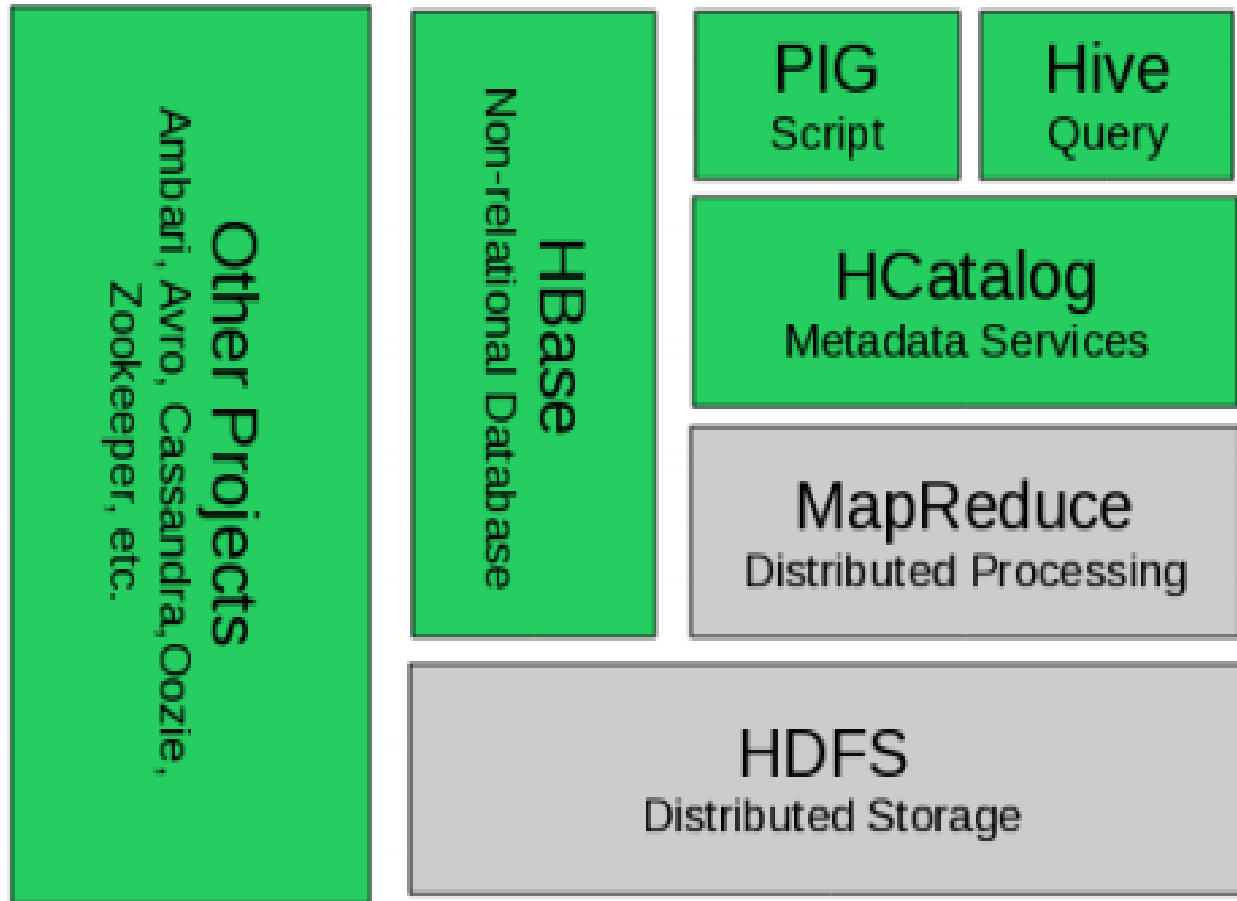 Other Projects
Ambari, Avro, Cassandra,Oozie,
Zookeeper, etc.
HBase
Non-relational Database
PIG
Script
Hive
Query
HCatalog
Metadata Services
MapReduce
Distributed Processing
HDFS
Distributed Storage